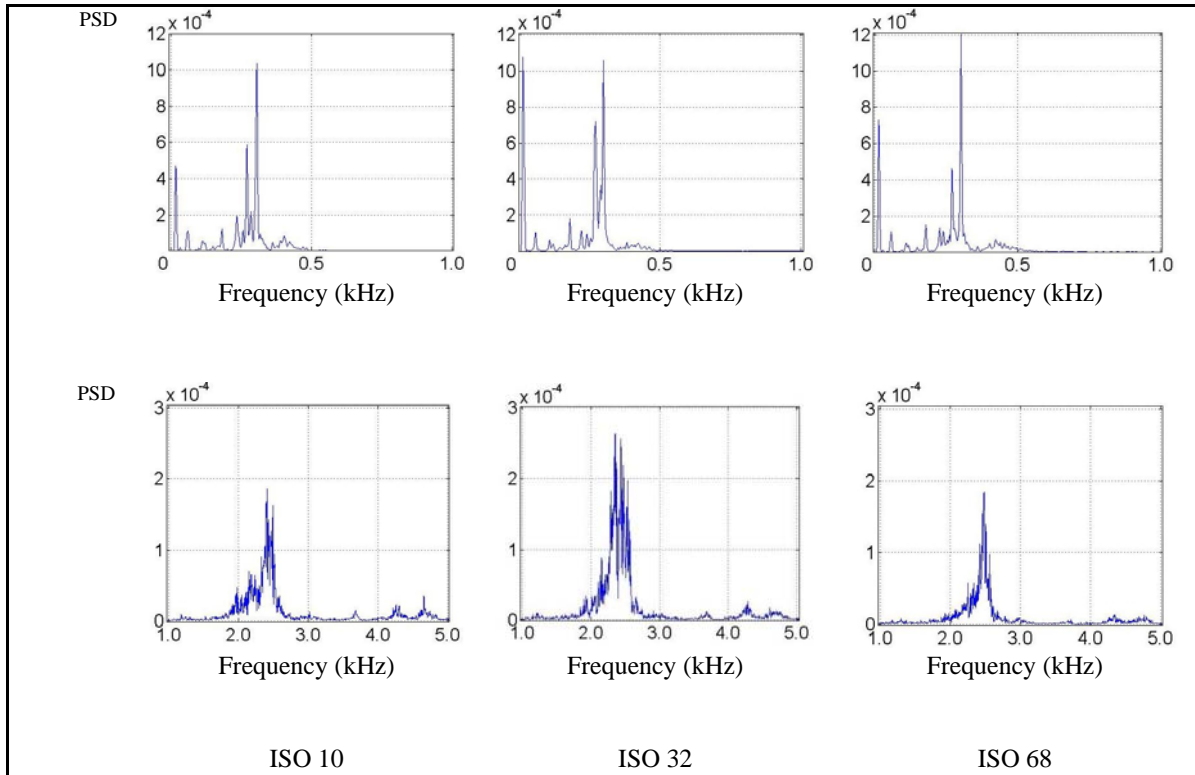 PSD
x 10⁻⁴ x 10⁻⁴ x 10⁻⁴
12 12 12
10 10 10
8 8 8
6 6 6
4 4 4
2 2 2
0 0.5 1.0 0 0.5 1.0 0 0.5 1.0
Frequency (kHz) Frequency (kHz) Frequency (kHz)
PSD
x 10⁻⁴ x 10⁻⁴ x 10⁻⁴
3 3 3
2 2 2
1 1 1
0 0 0
1.0 2.0 3.0 4.0 5.0 1.0 2.0 3.0 4.0 5.0 1.0 2.0 3.0 4.0 5.0
Frequency (kHz) Frequency (kHz) Frequency (kHz)
ISO 10 ISO 32 ISO 68